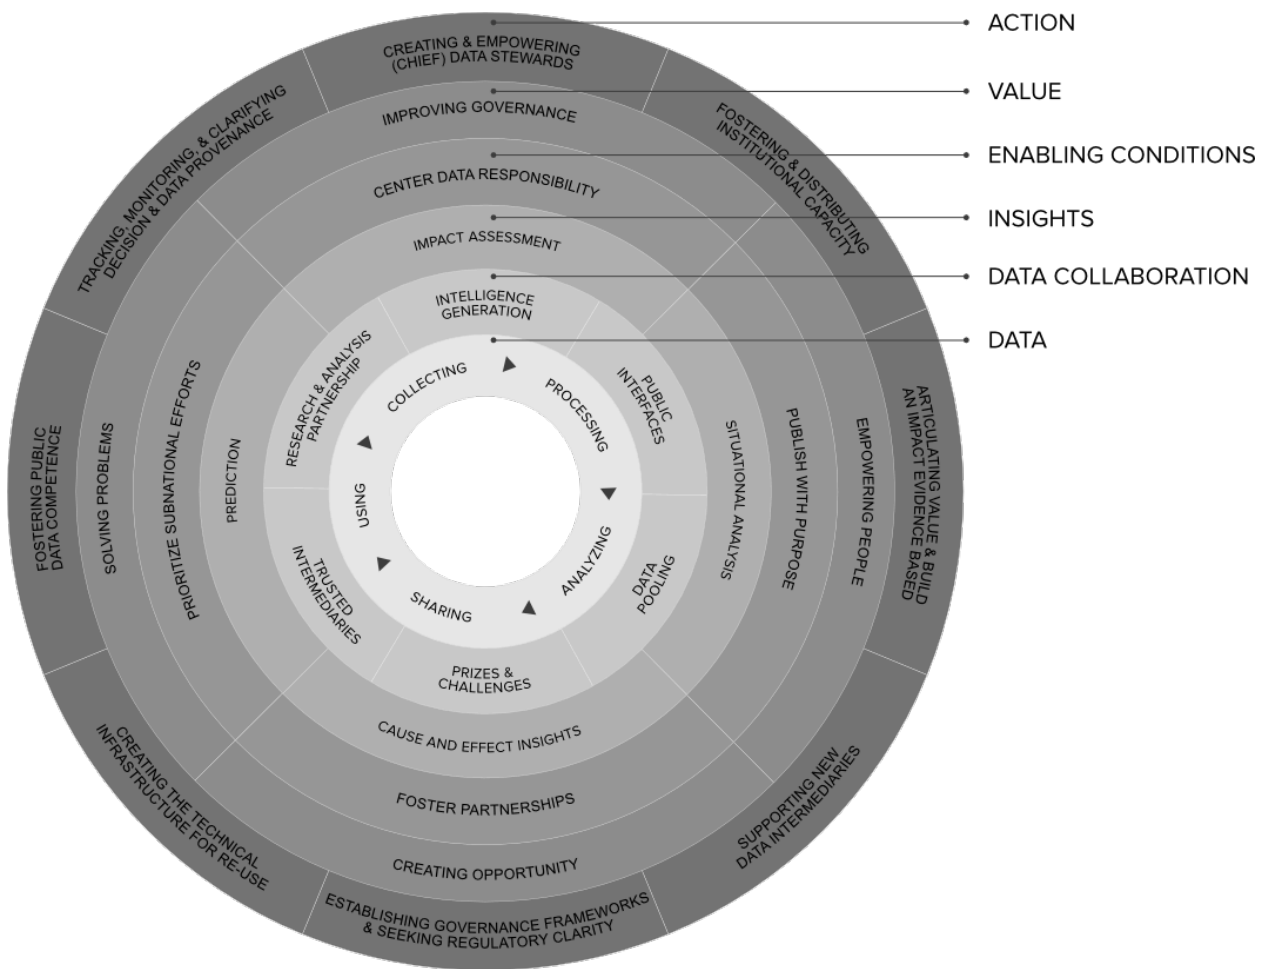 ACTION
VALUE
ENABLING CONDITIONS
INSIGHTS
DATA COLLABORATION
DATA
CREATING & EMPOWERING
(CHIEF) DATA STEWARDS
FOSTERING & DISTRIBUTING
INSTITUTIONAL CAPACITY
ARTICULATING VALUE & BUILD
AN IMPACT EVIDENCE BASED
SUPPORTING NEW
DATA INTERMEDIARIES
ESTABLISHING GOVERNANCE FRAMEWORKS
& SEEKING REGULATORY CLARITY
CREATING THE TECHNICAL
INFRASTRUCTURE FOR RE-USE
FOSTERING PUBLIC
DATA COMPETENCE
TRACKING, MONITORING, & CLARIFYING
DECISION & DATA PROVENANCE
IMPROVING GOVERNANCE
EMPOWERING PEOPLE
CREATING OPPORTUNITY
SOLVING PROBLEMS
CENTER DATA RESPONSIBILITY
PUBLISH WITH PURPOSE
FOSTER PARTNERSHIPS
PRIORITIZE SUBNATIONAL EFFORTS
IMPACT ASSESSMENT
SITUATIONAL ANALYSIS
CAUSE AND EFFECT INSIGHTS
PREDICTION
INTELLIGENCE
GENERATION
PUBLIC
INTERFACES
DATA
POOLING
PRIZES &
CHALLENGES
TRUSTED
INTERMEDIARIES
RESEARCH & ANALYSIS
PARTNERSHIP
COLLECTING
PROCESSING
ANALYZING
SHARING
USING